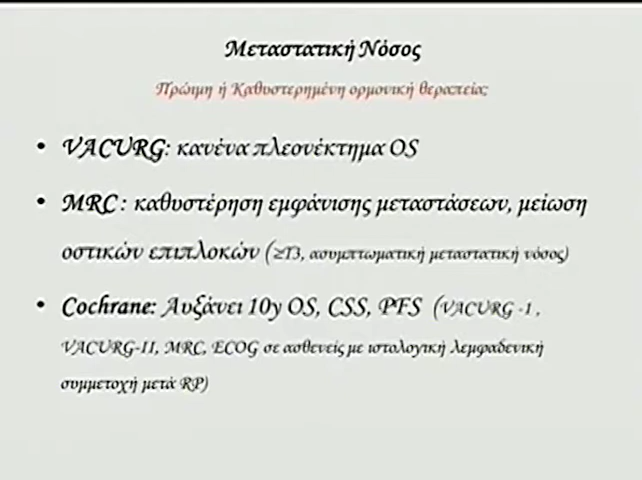 Μεταστατική Νόσος
Πρώιμη ή Καθυστερημένη ορμονική θεραπεία;
• VACURG: κανένα πλεονέκτημα OS
• MRC : καθυστέρηση εμφάνισης μεταστάσεων, μείωση
οστικών επιπλοκών (≥T3, ασυμπτωματική μεταστατική νόσος)
• Cochrane: Αυξάνει 10y OS, CSS, PFS (VACURG -I ,
VACURG-II, MRC, ECOG σε ασθενείς με ιστολογική λεμφαδενική
συμμετοχή μετά RP)